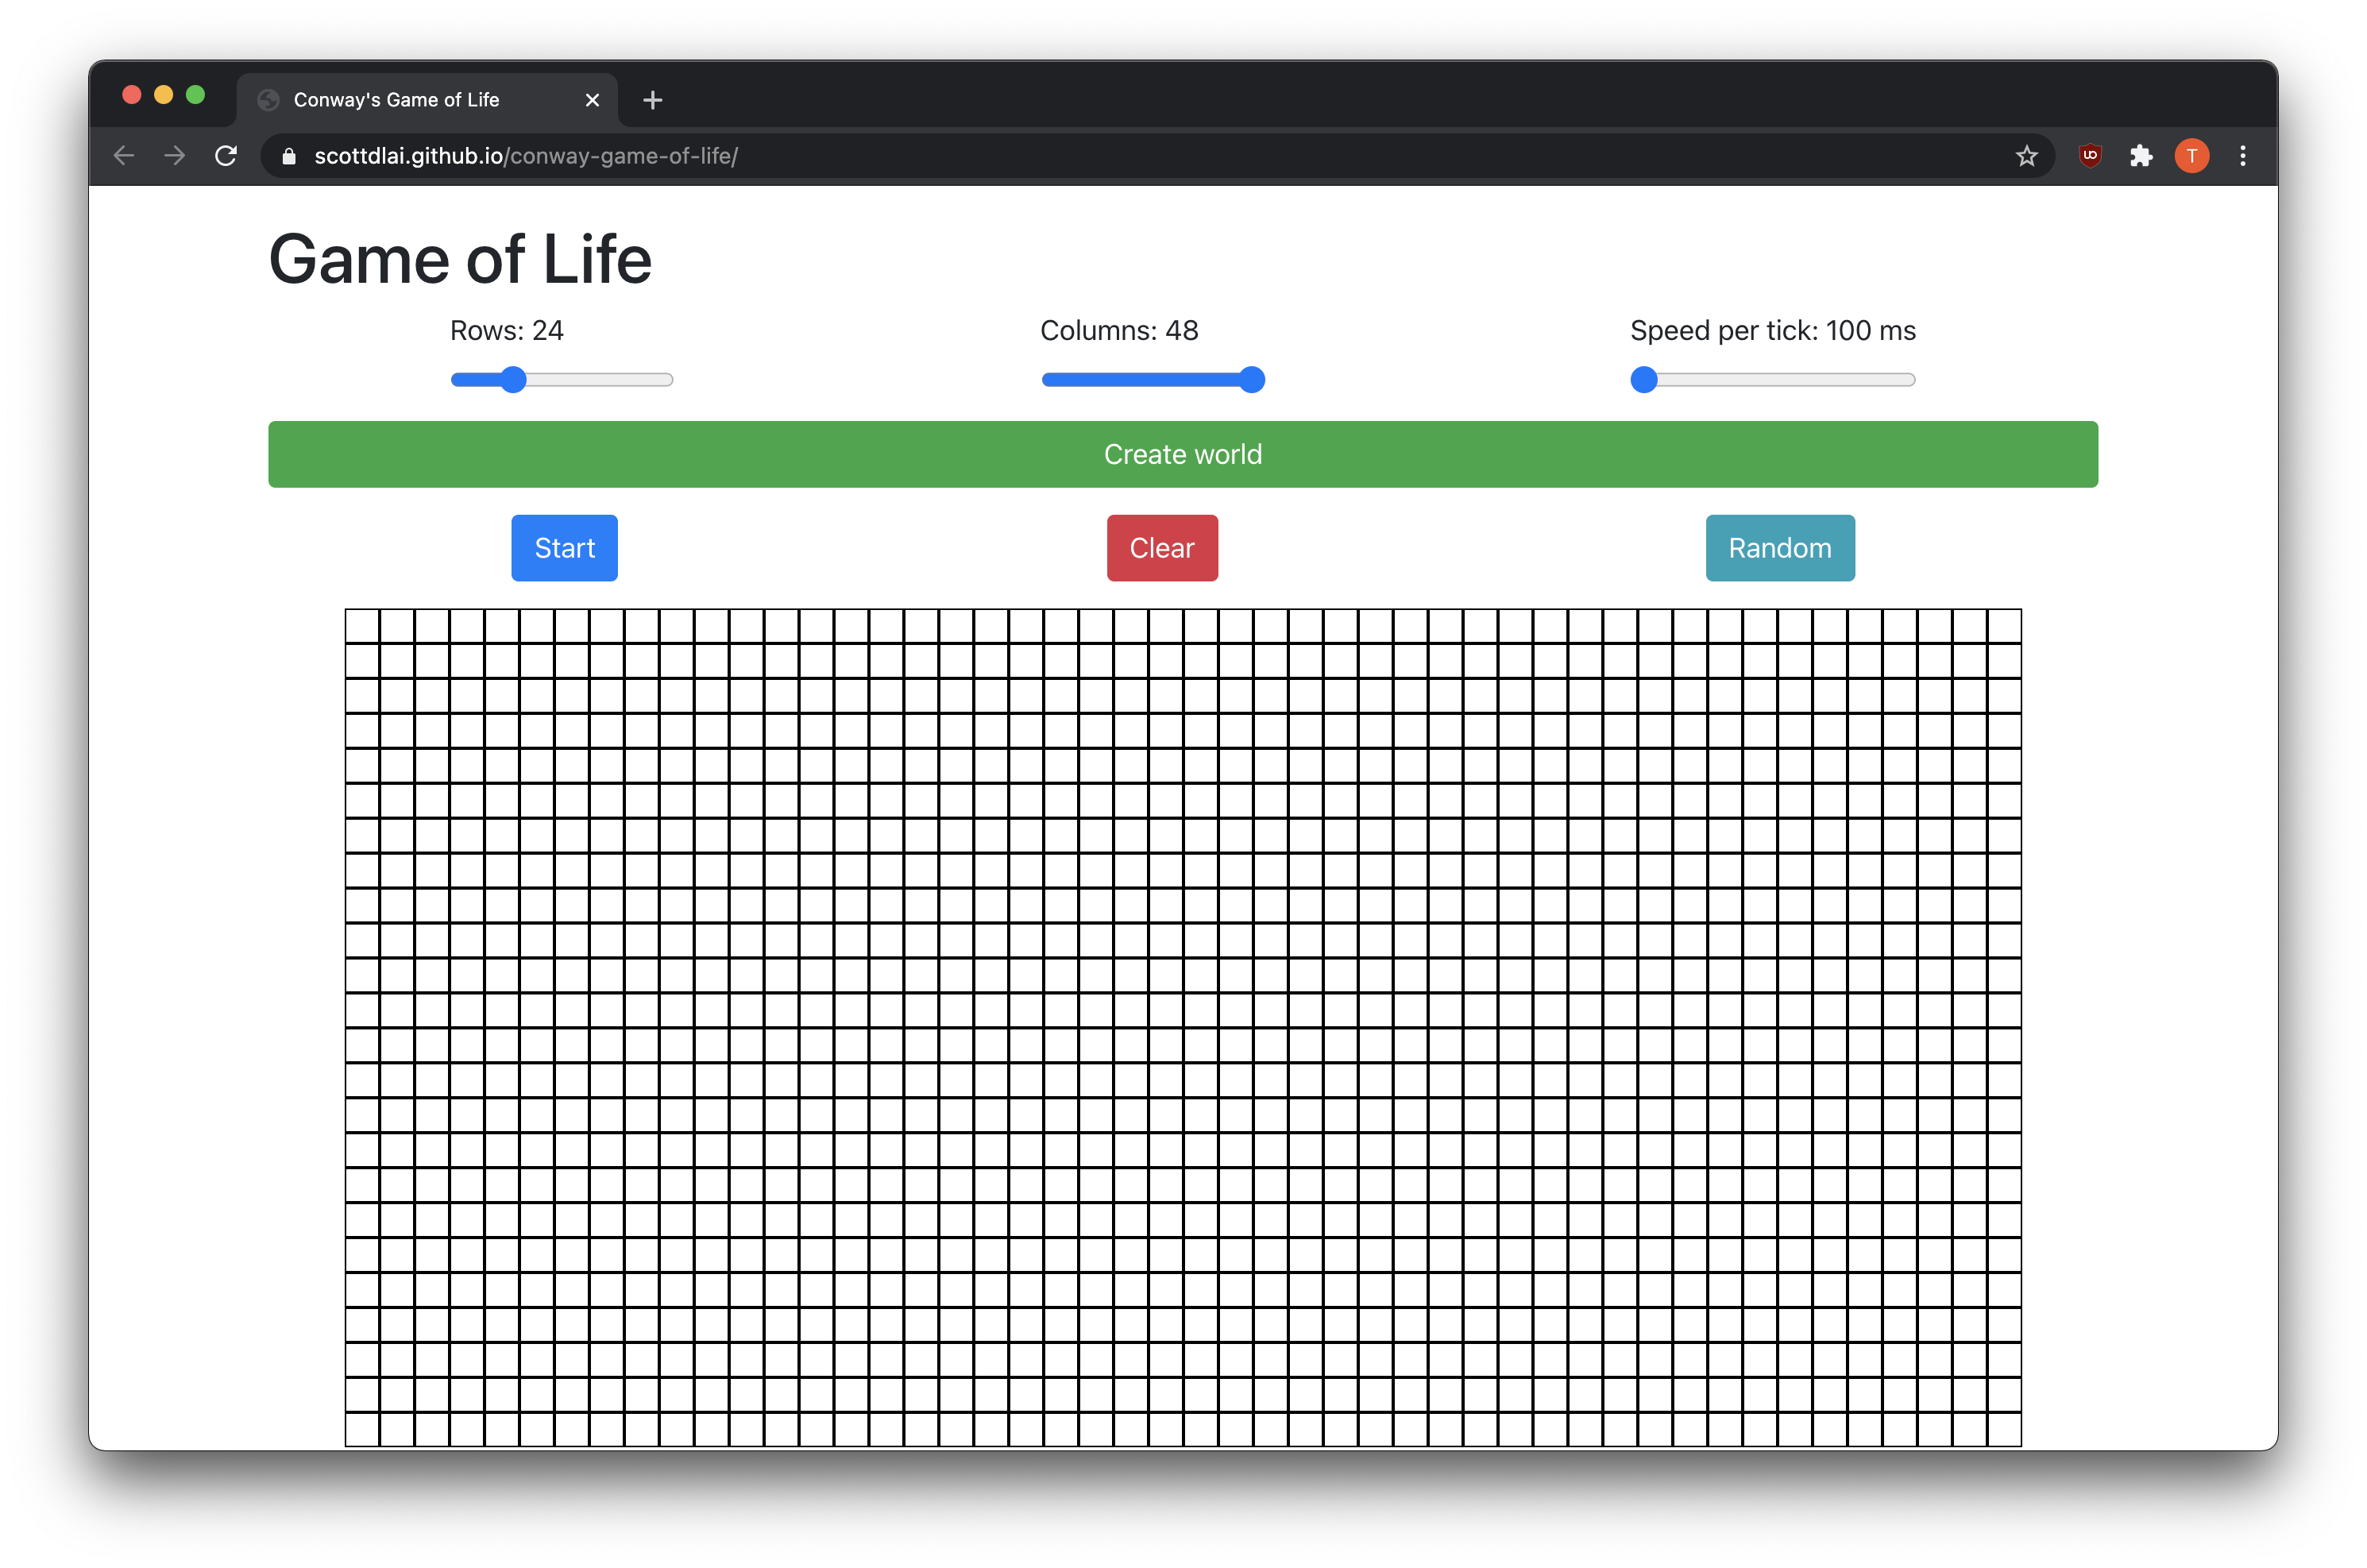 Conway's Game of Life
scottdlai.github.io/conway-game-of-life/
T
Game of Life
Rows: 24
Columns: 48
Speed per tick: 100 ms
Create world
Start
Clear
Random